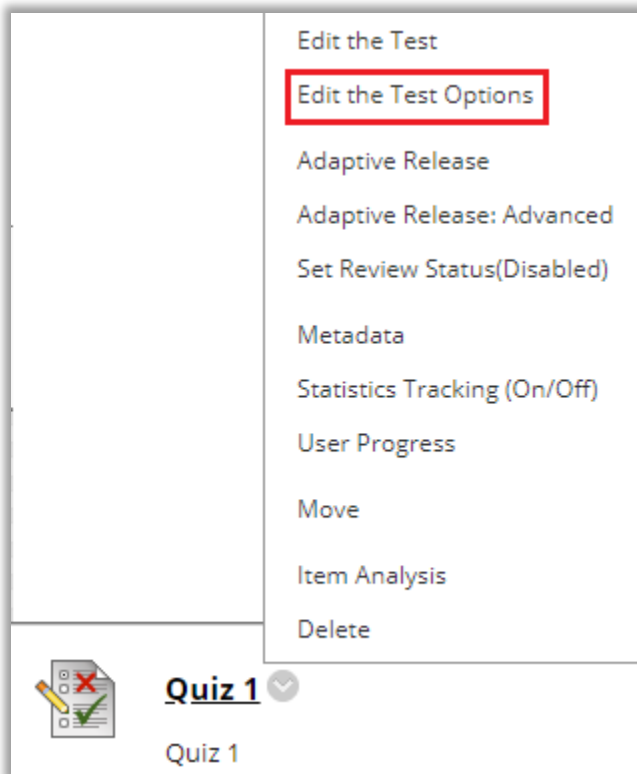 Edit the Test
Edit the Test Options
Adaptive Release
Adaptive Release: Advanced
Set Review Status(Disabled)
Metadata
Statistics Tracking (On/Off)
User Progress
Move
Item Analysis
Delete
Quiz 1
Quiz 1